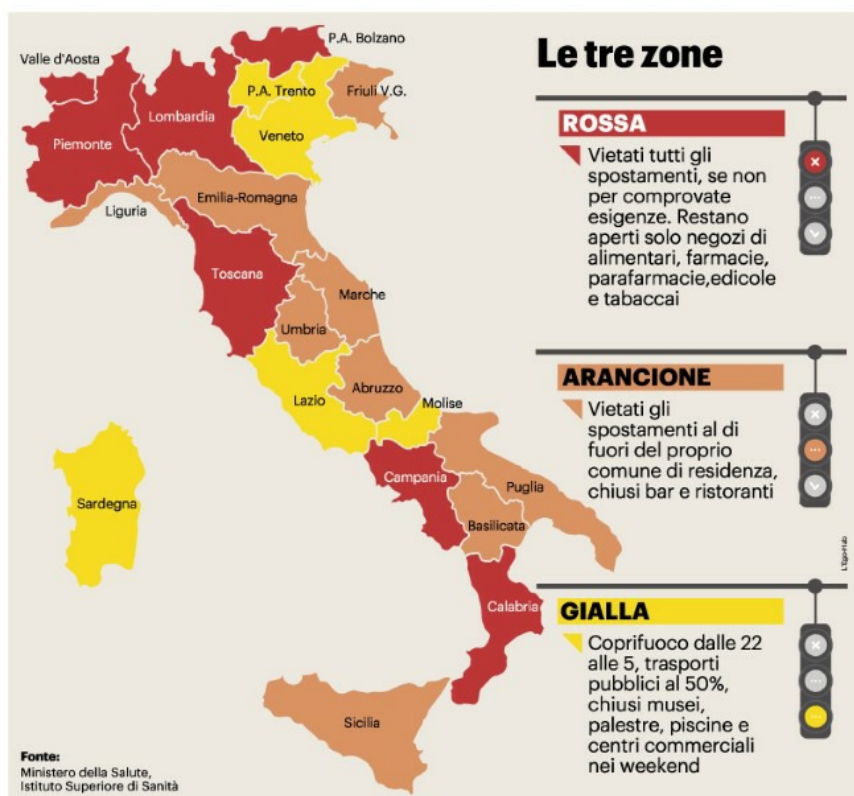 Le tre zone
P.A. Bolzano
Valle d'Aosta
P.A. Trento
Friuli V.G.
Lombardia
Veneto
Piemonte
Emilia-Romagna
Liguria
Toscana
Marche
Umbria
Abruzzo
Lazio
Molise
Campania
Puglia
Basilicata
Sardegna
Calabria
Sicilia
ROSSA
Vietati tutti gli
spostamenti, se non
per comprovate
esigenze. Restano
aperti solo negozi di
alimentari, farmacie,
parafarmacie,edicole
e tabaccai
ARANCIONE
Vietati gli
spostamenti al di
fuori del proprio
comune di residenza,
chiusi bar e ristoranti
GIALLA
Coprifuoco dalle 22
alle 5, trasporti
pubblici al 50%,
chiusi musei,
palestre, piscine e
centri commerciali
nei weekend
L'Ego-Hub
Fonte:
Ministero della Salute,
Istituto Superiore di Sanità